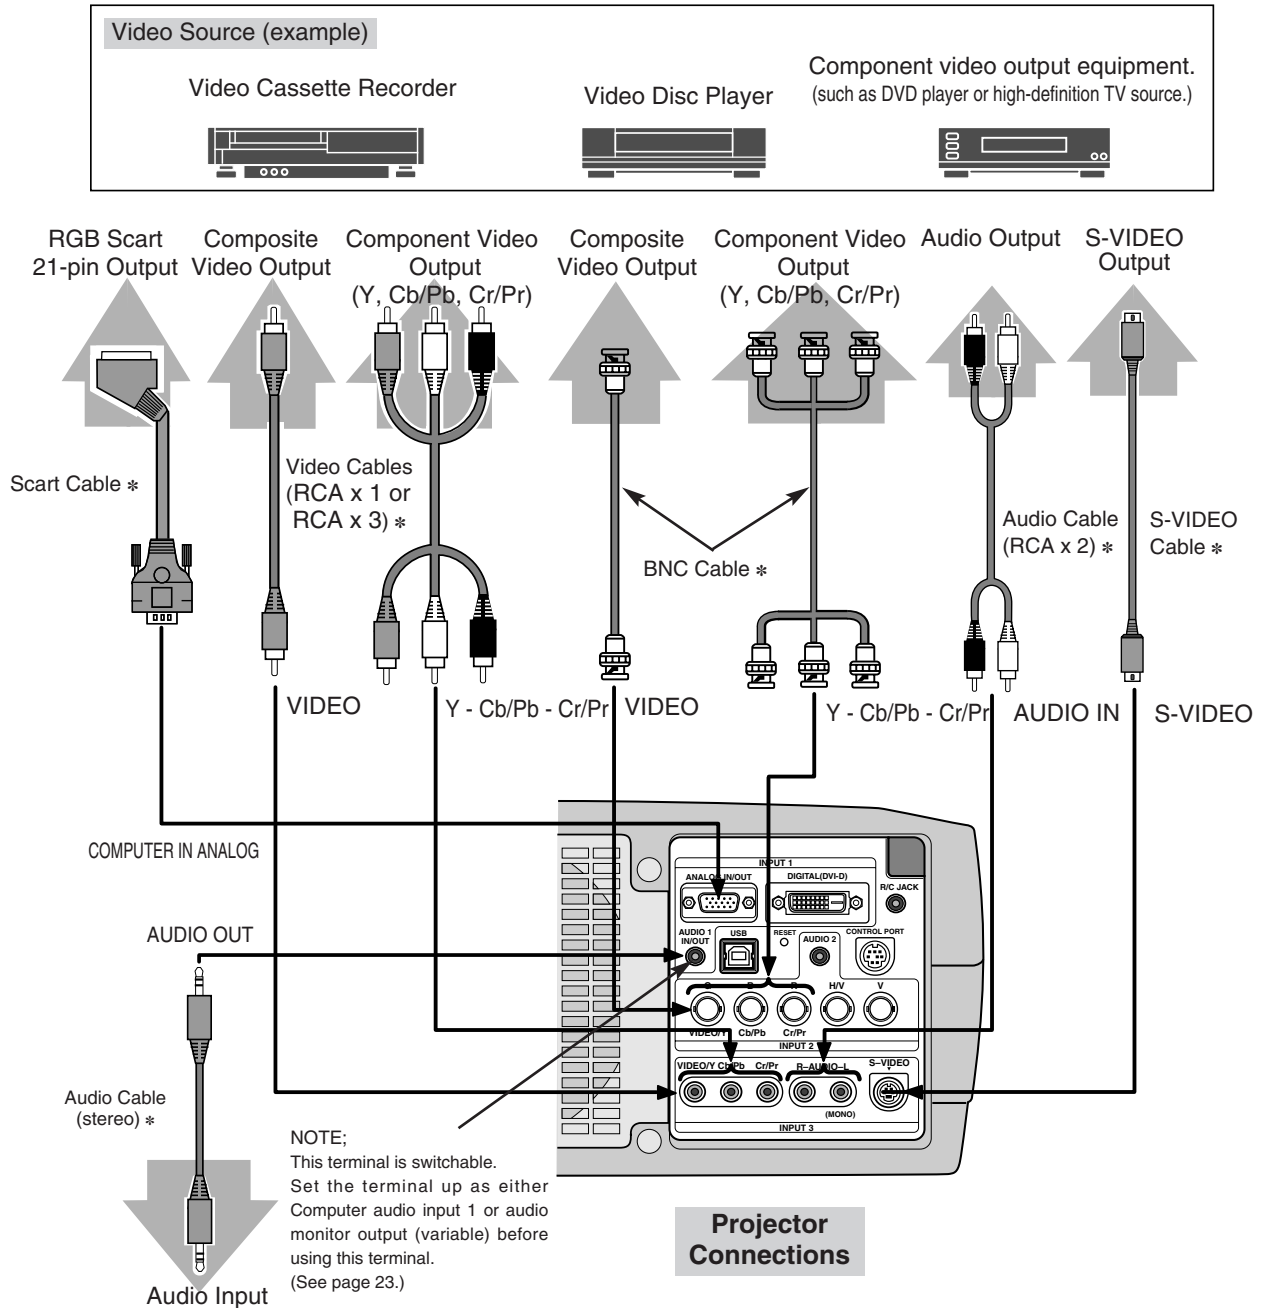 Video Source (example)
Video Cassette Recorder
Video Disc Player
Component video output equipment.
(such as DVD player or high-definition TV source.)
RGB Scart
21-pin Output
Composite
Video Output
Component Video
Output
(Y, Cb/Pb, Cr/Pr)
Composite
Video Output
Component Video
Output
(Y, Cb/Pb, Cr/Pr)
Audio Output
S-VIDEO
Output
Scart Cable *
Video Cables
(RCA x 1 or
RCA x 3) *
BNC Cable *
Audio Cable
(RCA x 2) *
S-VIDEO
Cable *
VIDEO
Y - Cb/Pb - Cr/Pr
VIDEO
Y - Cb/Pb - Cr/Pr
AUDIO IN
S-VIDEO
COMPUTER IN ANALOG
AUDIO OUT
INPUT 1
ANALOG IN/OUT
DIGITAL(DVI-D)
R/C JACK
AUDIO 1
IN/OUT
USB
RESET
AUDIO 2
CONTROL PORT
G
B
R
H/V
V
VIDEO/Y
Cb/Pb
Cr/Pr
INPUT 2
VIDEO/Y Cb/Pb Cr/Pr
R–AUDIO–L
S–VIDEO
(MONO)
INPUT 3
Audio Cable
(stereo) *
NOTE;
This terminal is switchable.
Set the terminal up as either
Computer audio input 1 or audio
monitor output (variable) before
using this terminal.
(See page 23.)
Audio Input
Projector
Connections